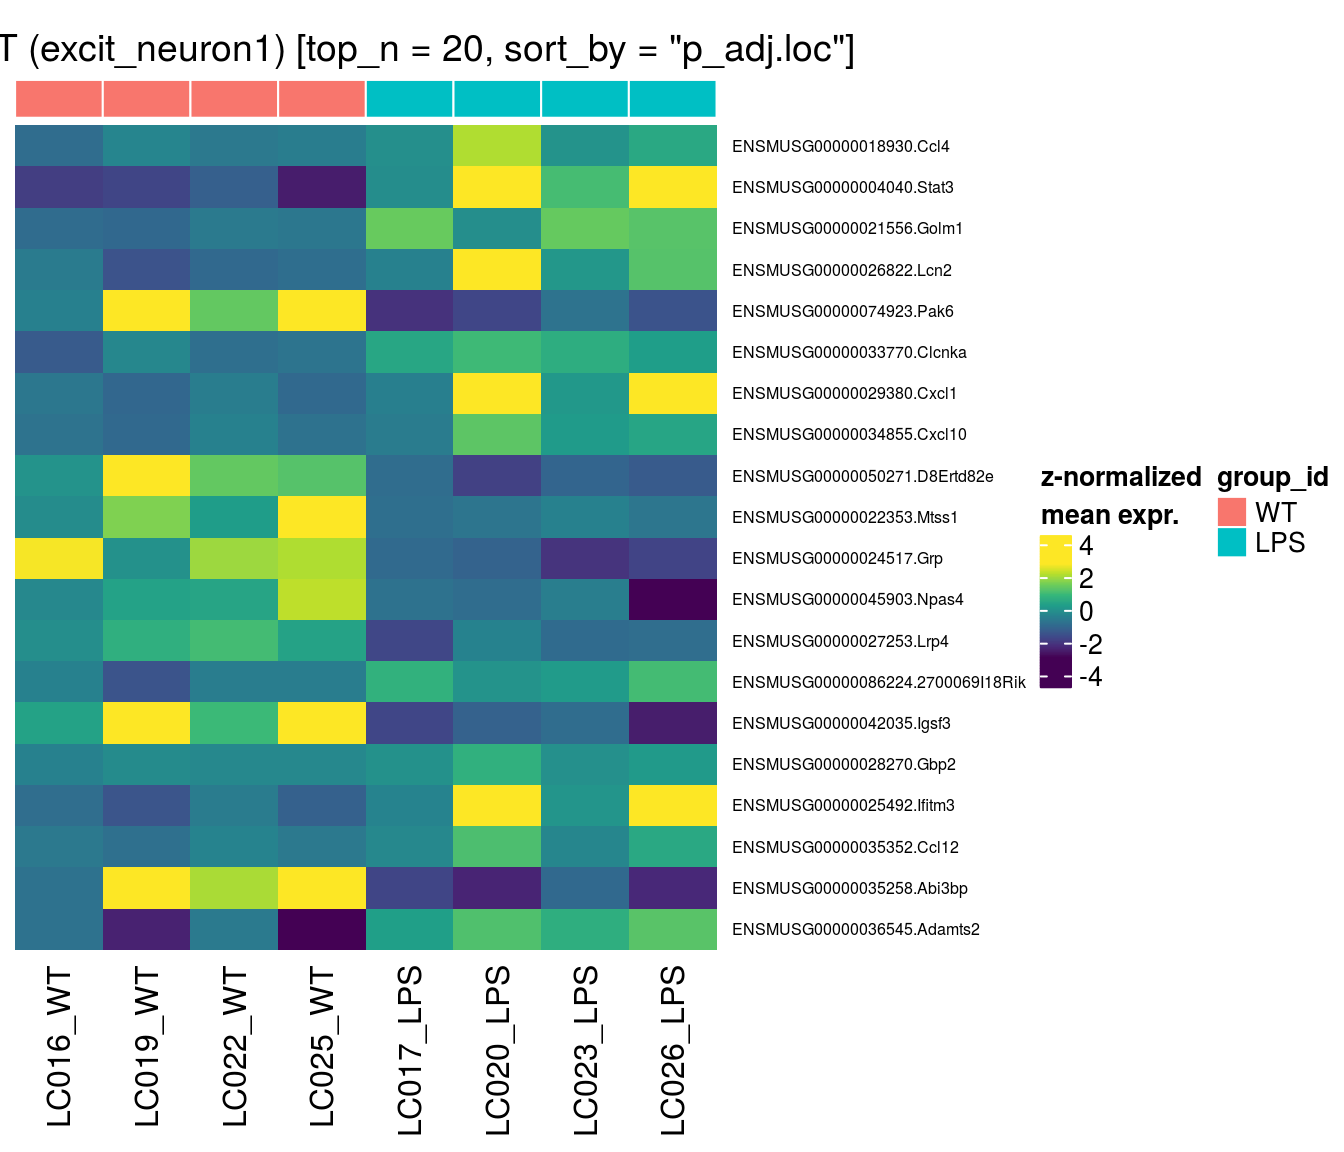 T (excit_neuron1) [top_n = 20, sort_by = "p_adj.loc"]
ENSMUSG00000018930.Ccl4
ENSMUSG00000004040.Stat3
ENSMUSG00000021556.Golm1
ENSMUSG00000026822.Lcn2
ENSMUSG00000074923.Pak6
ENSMUSG00000033770.Clcnka
ENSMUSG00000029380.Cxcl1
ENSMUSG00000034855.Cxcl10
ENSMUSG00000050271.D8Ertd82e
ENSMUSG00000022353.Mtss1
ENSMUSG00000024517.Grp
ENSMUSG00000045903.Npas4
ENSMUSG00000027253.Lrp4
ENSMUSG00000086224.2700069I18Rik
ENSMUSG00000042035.Igsf3
ENSMUSG00000028270.Gbp2
ENSMUSG00000025492.Ifitm3
ENSMUSG00000035352.Ccl12
ENSMUSG00000035258.Abi3bp
ENSMUSG00000036545.Adamts2
LC016_WT
LC019_WT
LC022_WT
LC025_WT
LC017_LPS
LC020_LPS
LC023_LPS
LC026_LPS
z-normalized
mean expr.
4
2
0
-2
-4
group_id
WT
LPS